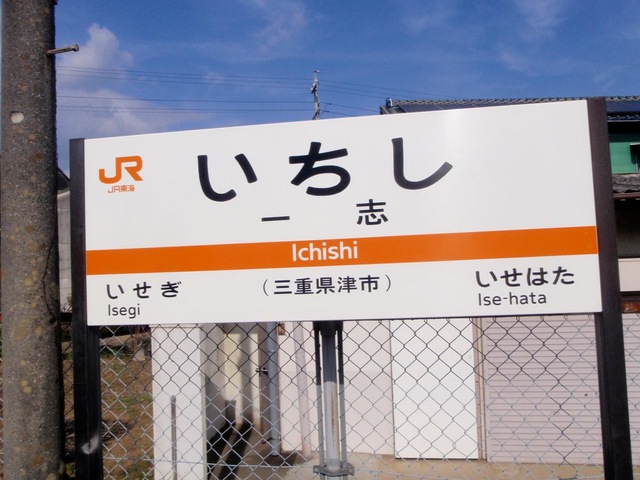 JR
JR東海
いちし
一志
Ichishi
いせぎ
Isegi
（三重県津市）
いせはた
Ise-hata